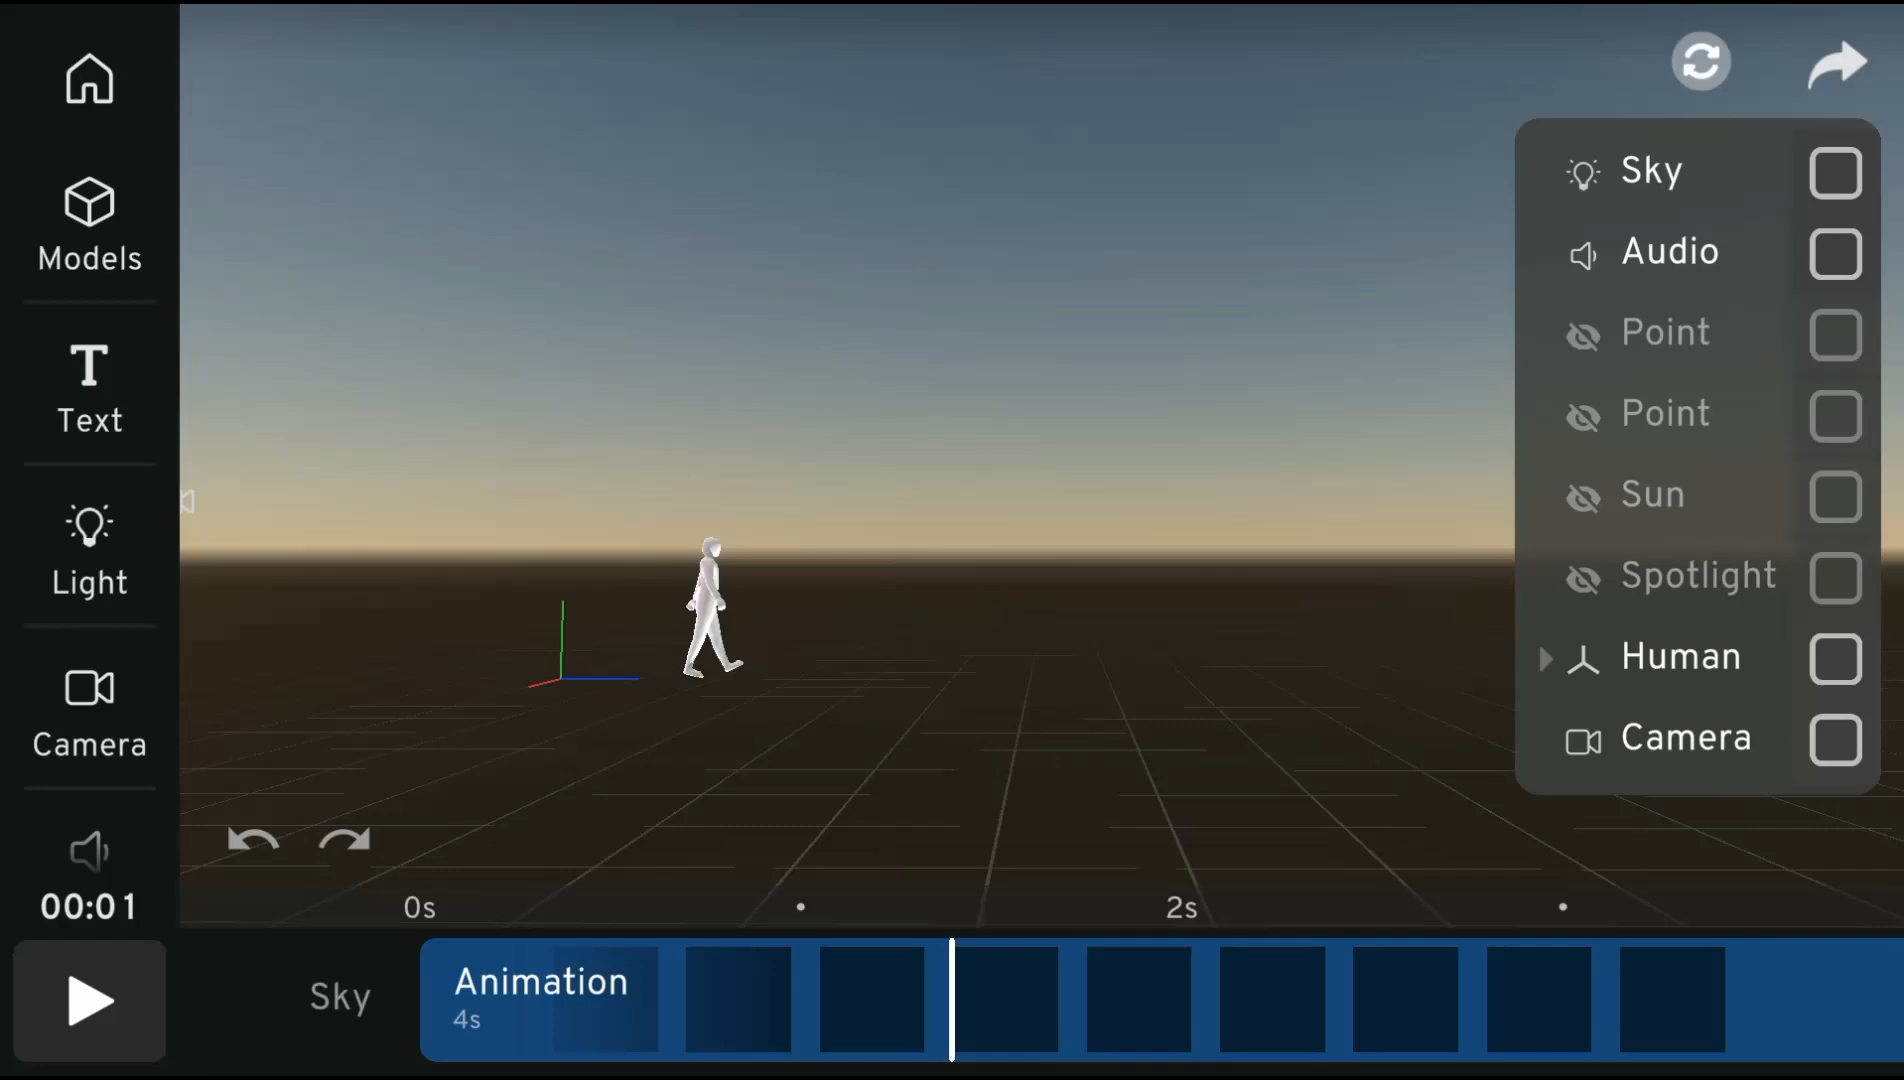 Models
Text
Light
Camera
00:01
Sky
Audio
Point
Point
Sun
Spotlight
Human
Camera
0s
2s
Sky
Animation
4s